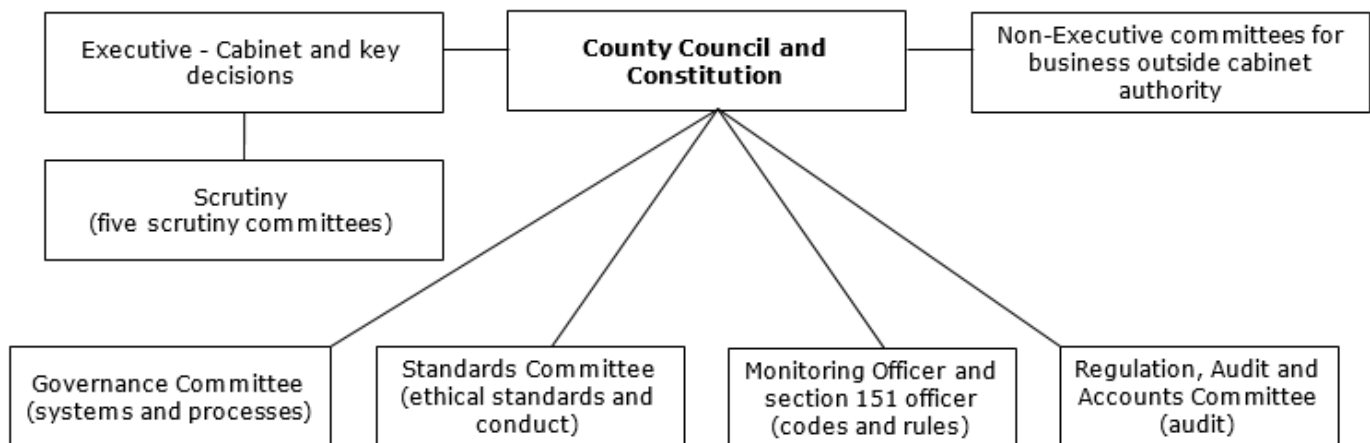 Executive - Cabinet and key
decisions
County Council and
Constitution
Non-Executive committees for
business outside cabinet
authority
Scrutiny
(five scrutiny committees)
Governance Committee
(systems and processes)
Standards Committee
(ethical standards and
conduct)
Monitoring Officer and
section 151 officer
(codes and rules)
Regulation, Audit and
Accounts Committee
(audit)